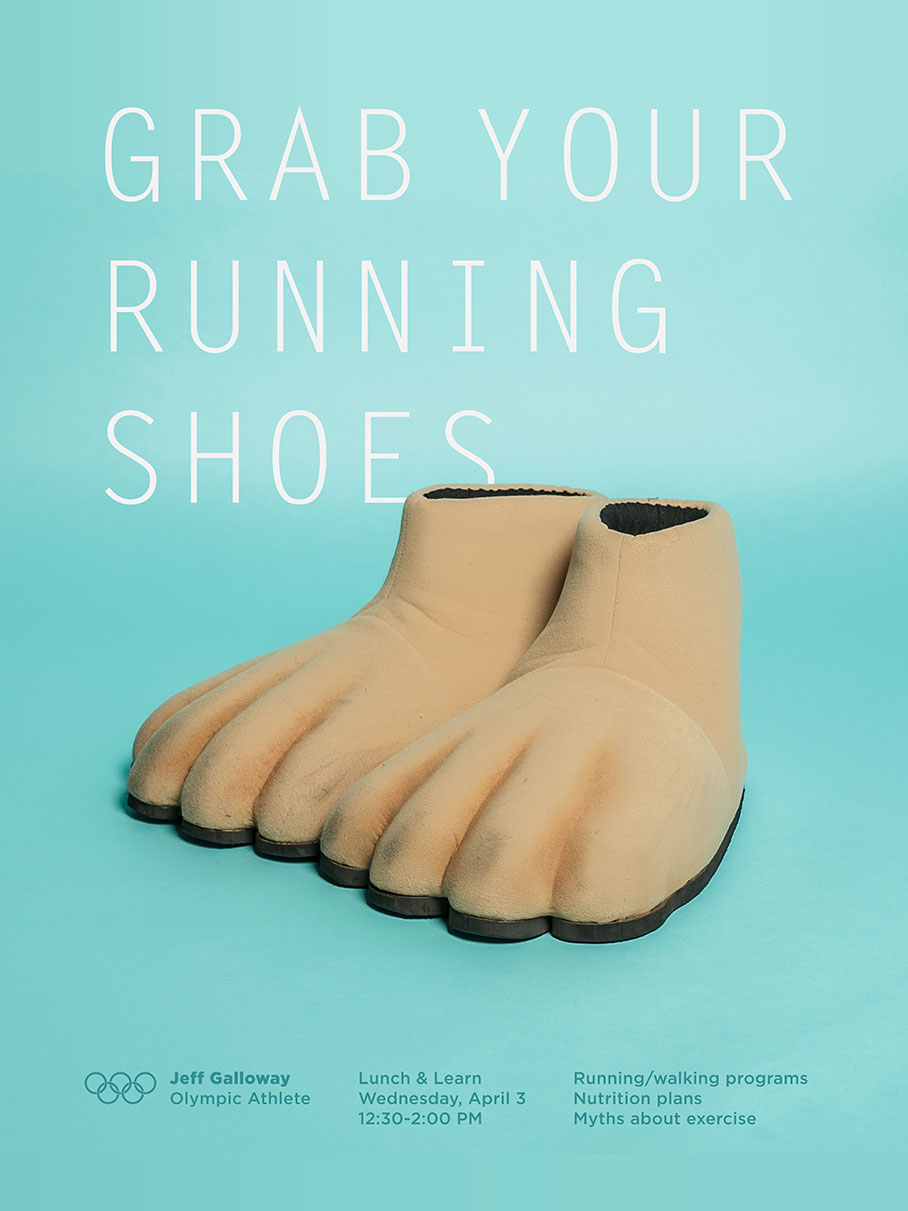 GRAB YOUR
RUNNING
SHOES
Jeff Galloway
Olympic Athlete
Lunch & Learn
Wednesday, April 3
12:30-2:00 PM
Running/walking programs
Nutrition plans
Myths about exercise